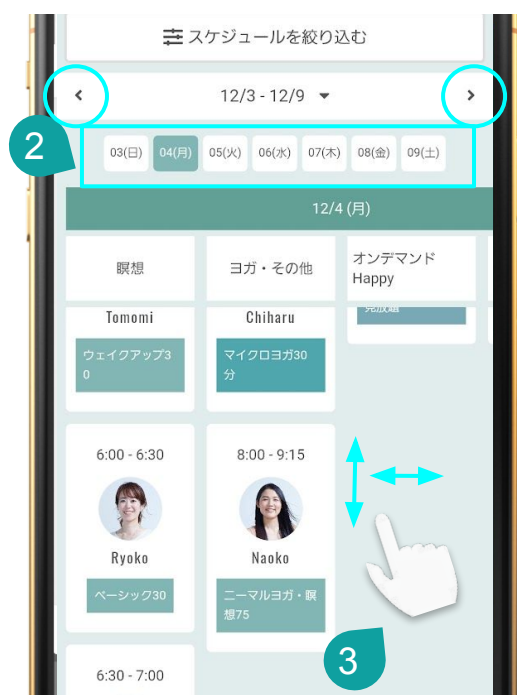 スケジュールを絞り込む
12/3 - 12/9
2
03(日) 04(月) 05(火) 06(水) 07(木) 08(金) 09(土)
12/4 (月)
瞑想
ヨガ・その他
オンデマンド
Happy
Tomomi
ウェイクアップ3
0
Chiharu
マイクロヨガ30
分
見放題
6:00 - 6:30
Ryoko
ベーシック30
8:00 - 9:15
Naoko
ニーマルヨガ・瞑
想75
3
6:30 - 7:00